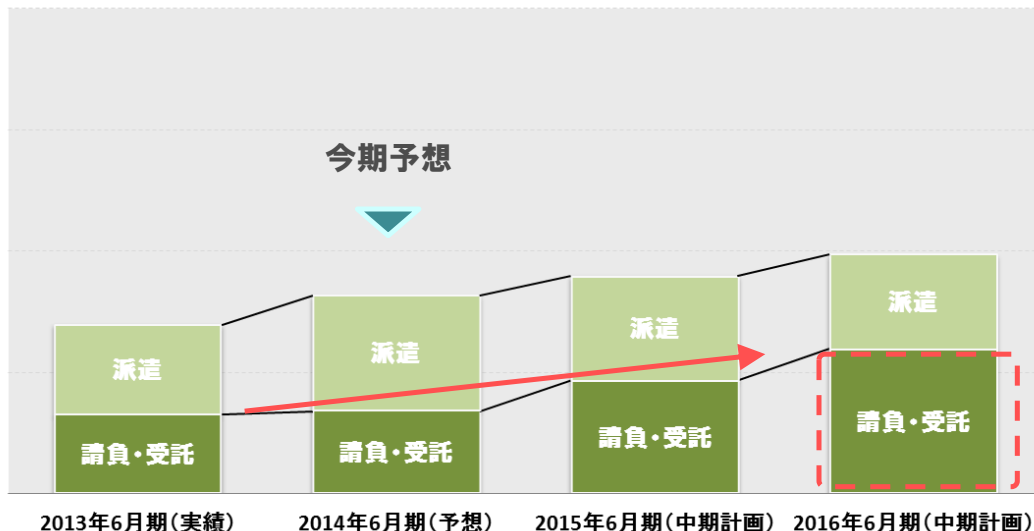 今期予想
派遣
派遣
派遣
派遣
請負・受託
請負・受託
請負・受託
請負・受託
2013年6月期(実績)
2014年6月期(予想)
2015年6月期(中期計画)
2016年6月期(中期計画)